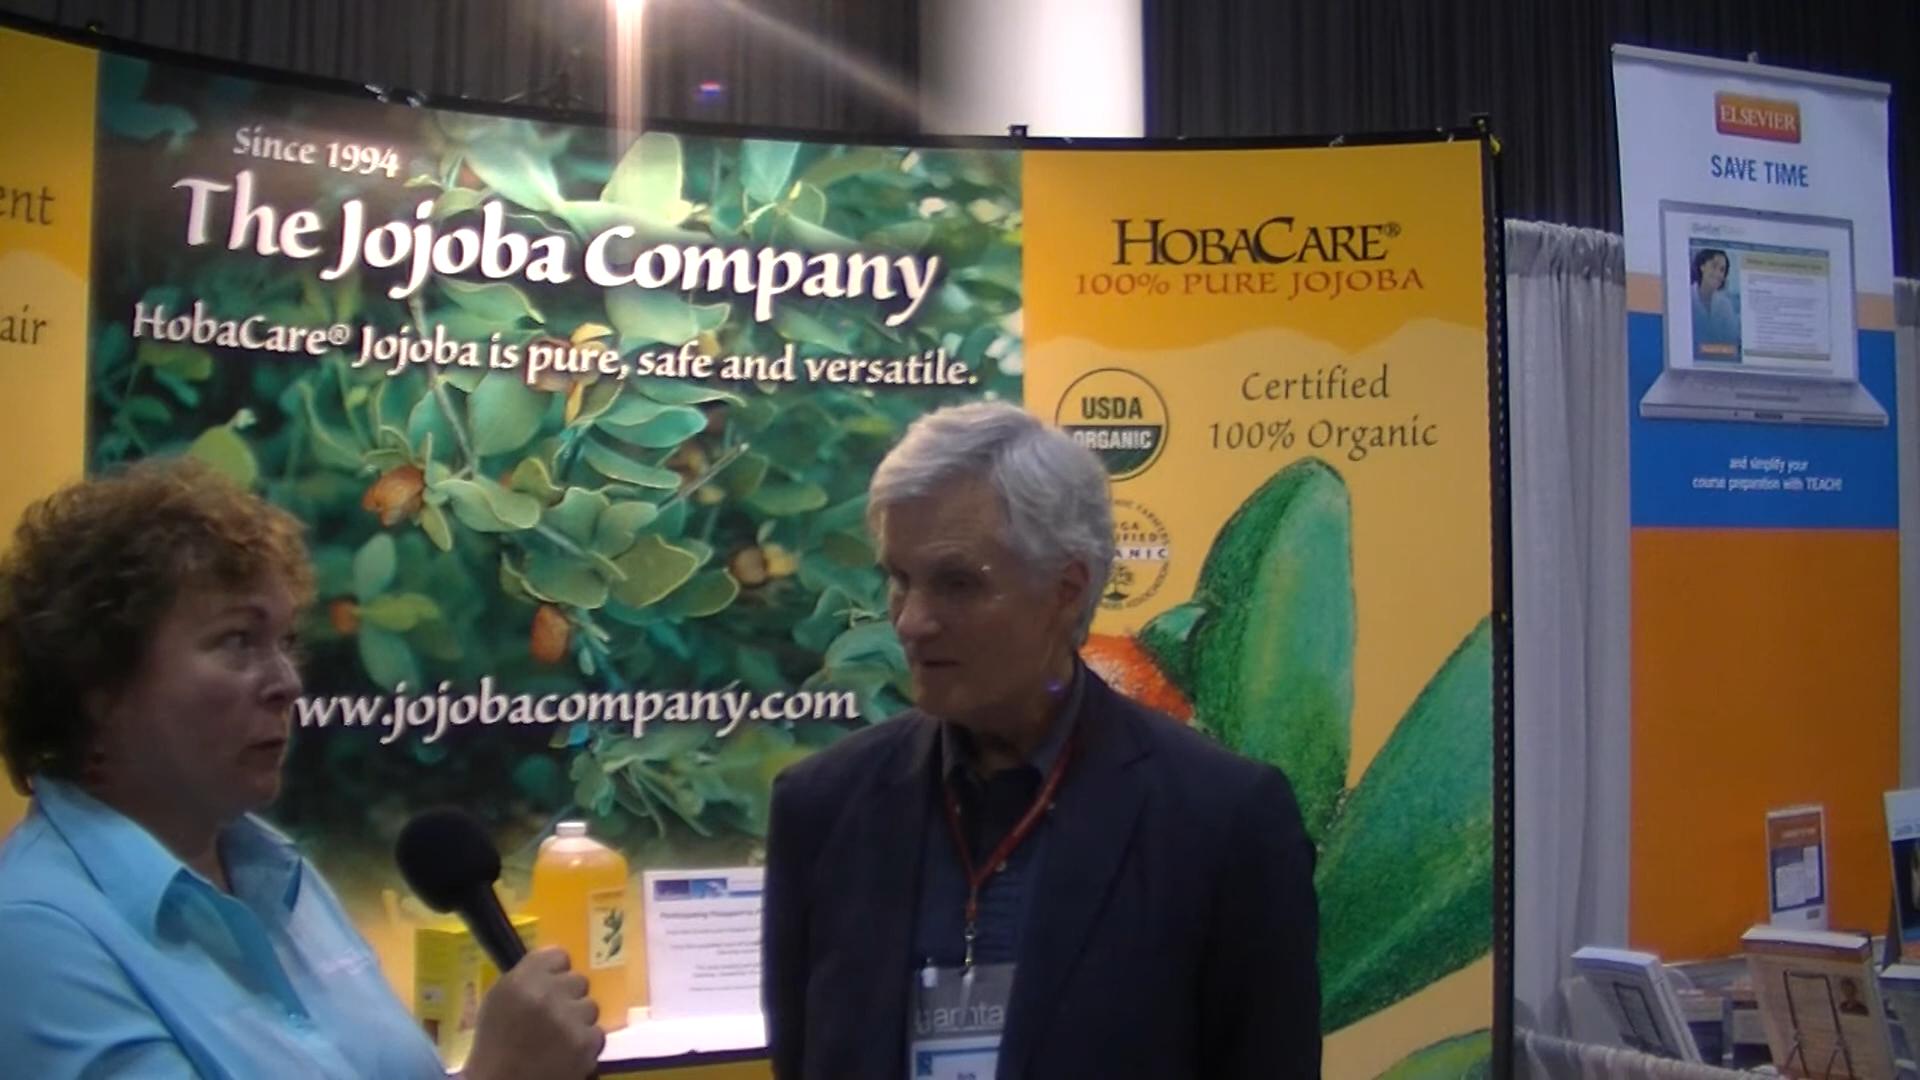 ent
air
Since 1994
The Jojoba Company
HobaCare® Jojoba is pure, safe and versatile.
www.jojobacompany.com
HOBACARE®
100% PURE JOJOBA
USDA
ORGANIC
Certified
100% Organic
ELSEVIER
SAVE TIME
and simplify your
course preparation with TEACH!
amta